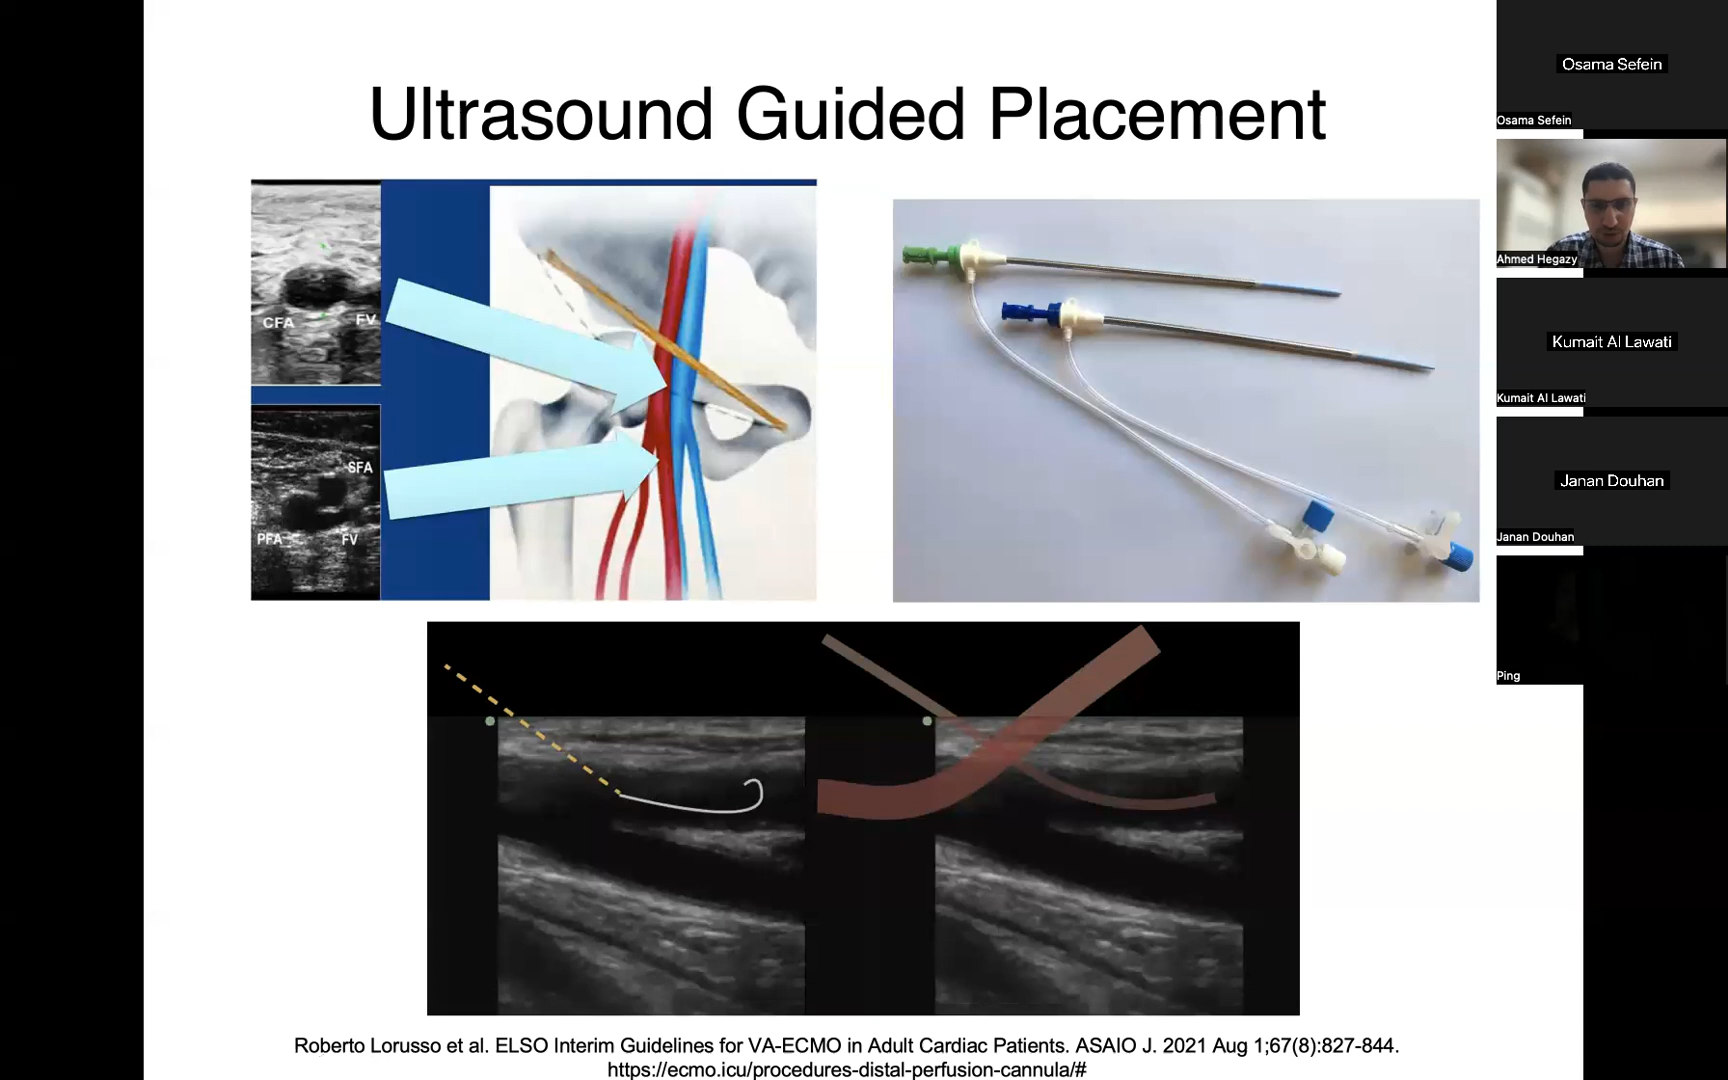 Ultrasound Guided Placement
CFA
FV
SFA
PFA
FV
Roberto Lorusso et al. ELSO Interim Guidelines for VA-ECMO in Adult Cardiac Patients. ASAIO J. 2021 Aug 1;67(8):827-844.
https://ecmo.icu/procedures-distal-perfusion-cannula/#
Osama Sefein
Osama Sefein
Ahmed Hegazy
Kumait Al Lawati
Kumait Al Lawati
Janan Douhan
Janan Douhan
Ping